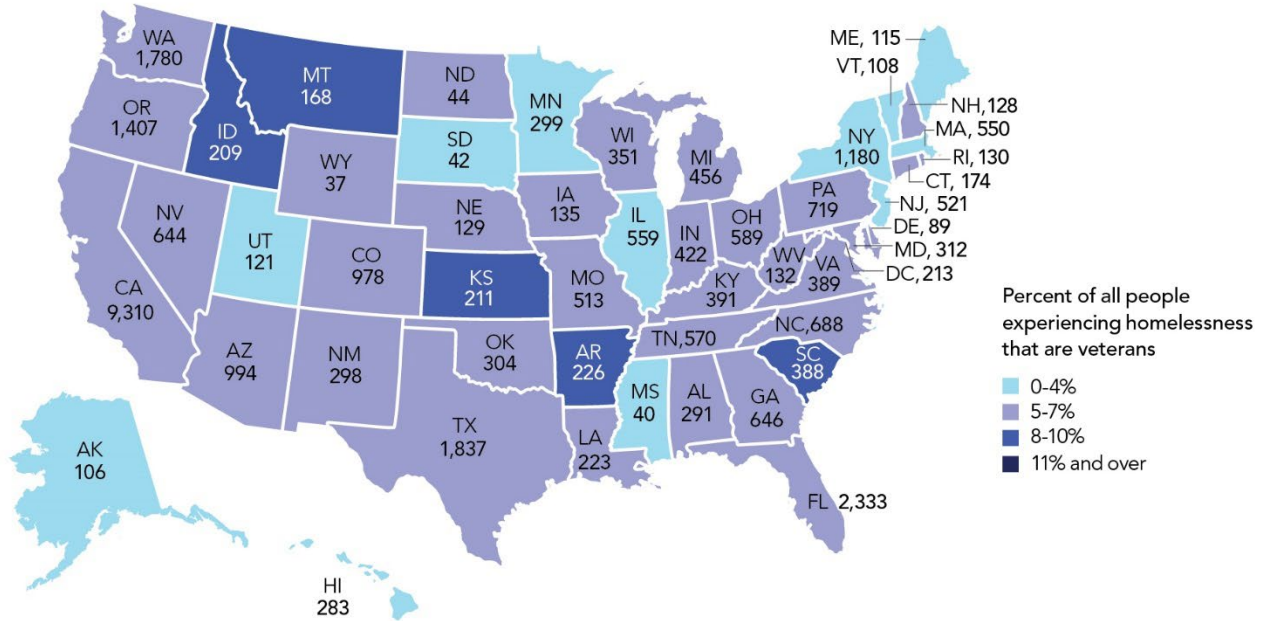 WA
1,780
OR
1,407
CA
9,310
NV
644
ID
209
MT
168
WY
37
UT
121
CO
978
AZ
994
NM
298
ND
44
SD
42
NE
129
KS
211
OK
304
TX
1,837
MN
299
IA
135
MO
513
AR
226
LA
223
WI
351
IL
559
MI
456
IN
422
OH
589
KY
391
TN,570
MS
40
AL
291
GA
646
FL 2,333
SC
388
NC,688
WV
132
VA
389
PA
719
NY
1,180
ME, 115
VT,108
NH,128
MA, 550
RI, 130
CT, 174
NJ, 521
DE, 89
MD, 312
DC, 213
AK
106
HI
283
Percent of all people
experiencing homelessness
that are veterans
0-4%
5-7%
8-10%
11% and over